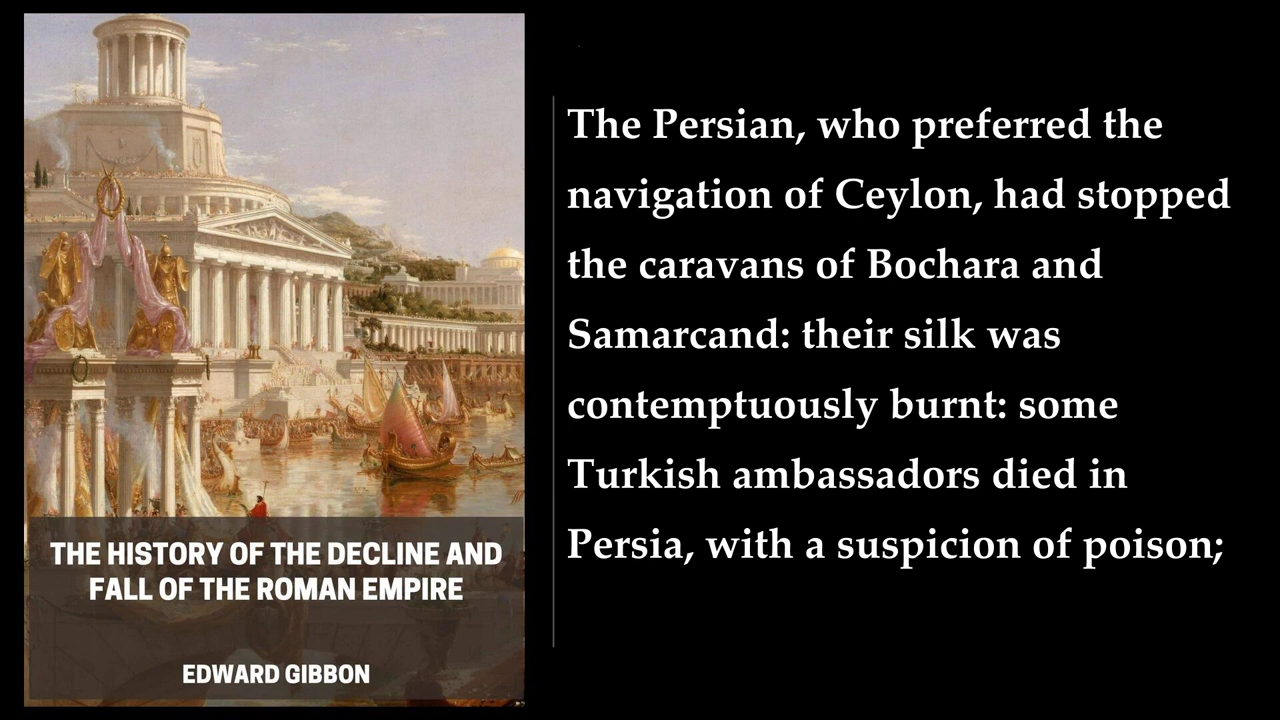 THE HISTORY OF THE DECLINE AND
FALL OF THE ROMAN EMPIRE
EDWARD GIBBON
The Persian, who preferred the
navigation of Ceylon, had stopped
the caravans of Bochara and
Samarcand: their silk was
contemptuously burnt: some
Turkish ambassadors died in
Persia, with a suspicion of poison;